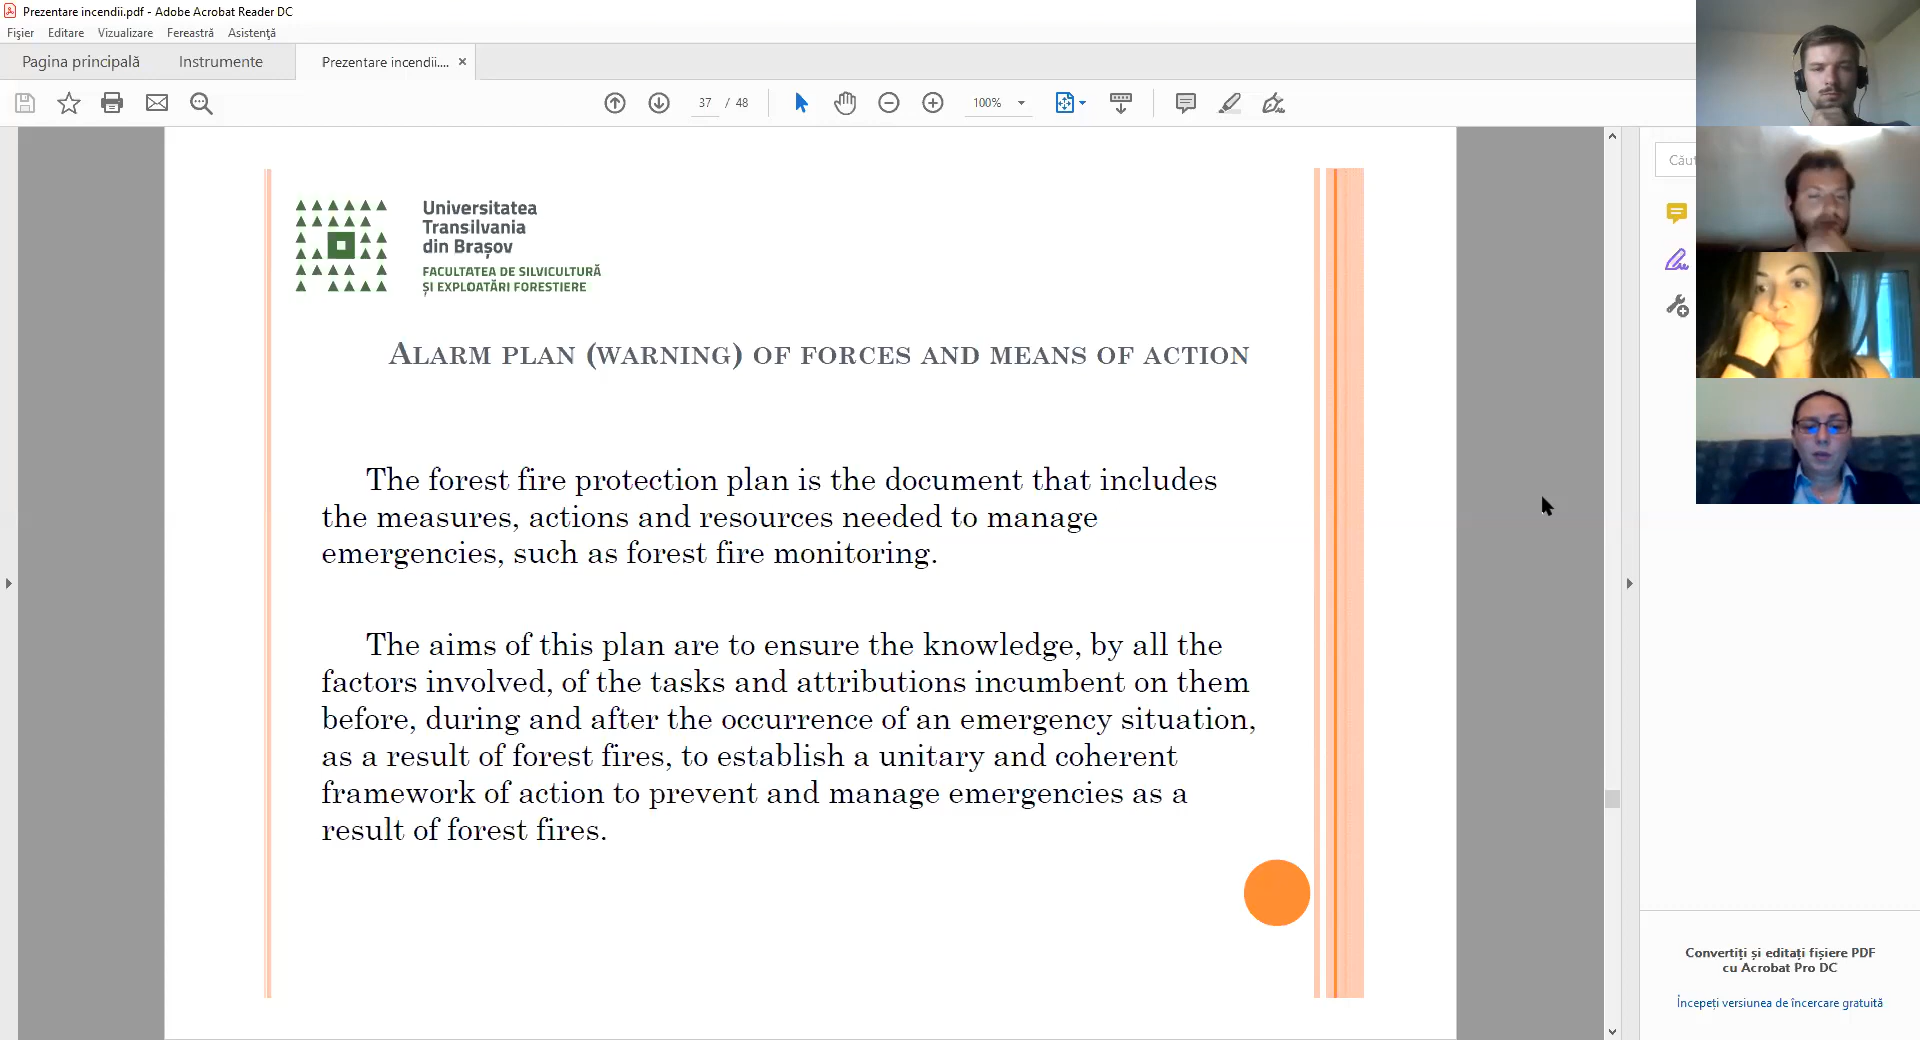 Prezentare incendii.pdf - Adobe Acrobat Reader DC
Fișier Editare Vizualizare Fereastră Asistență
Pagina principală Instrumente Prezentare incendii.... ×
37 / 48 100%
Universitatea
Transilvania
din Brașov
FACULTATEA DE SILVICULTURĂ
ȘI EXPLOATĂRI FORESTIERE
ALARM PLAN (WARNING) OF FORCES AND MEANS OF ACTION
The forest fire protection plan is the document that includes
the measures, actions and resources needed to manage
emergencies, such as forest fire monitoring.
The aims of this plan are to ensure the knowledge, by all the
factors involved, of the tasks and attributions incumbent on them
before, during and after the occurrence of an emergency situation,
as a result of forest fires, to establish a unitary and coherent
framework of action to prevent and manage emergencies as a
result of forest fires.
Căut
Convertiți și editați fișiere PDF
cu Acrobat Pro DC
Începeți versiunea de încercare gratuită